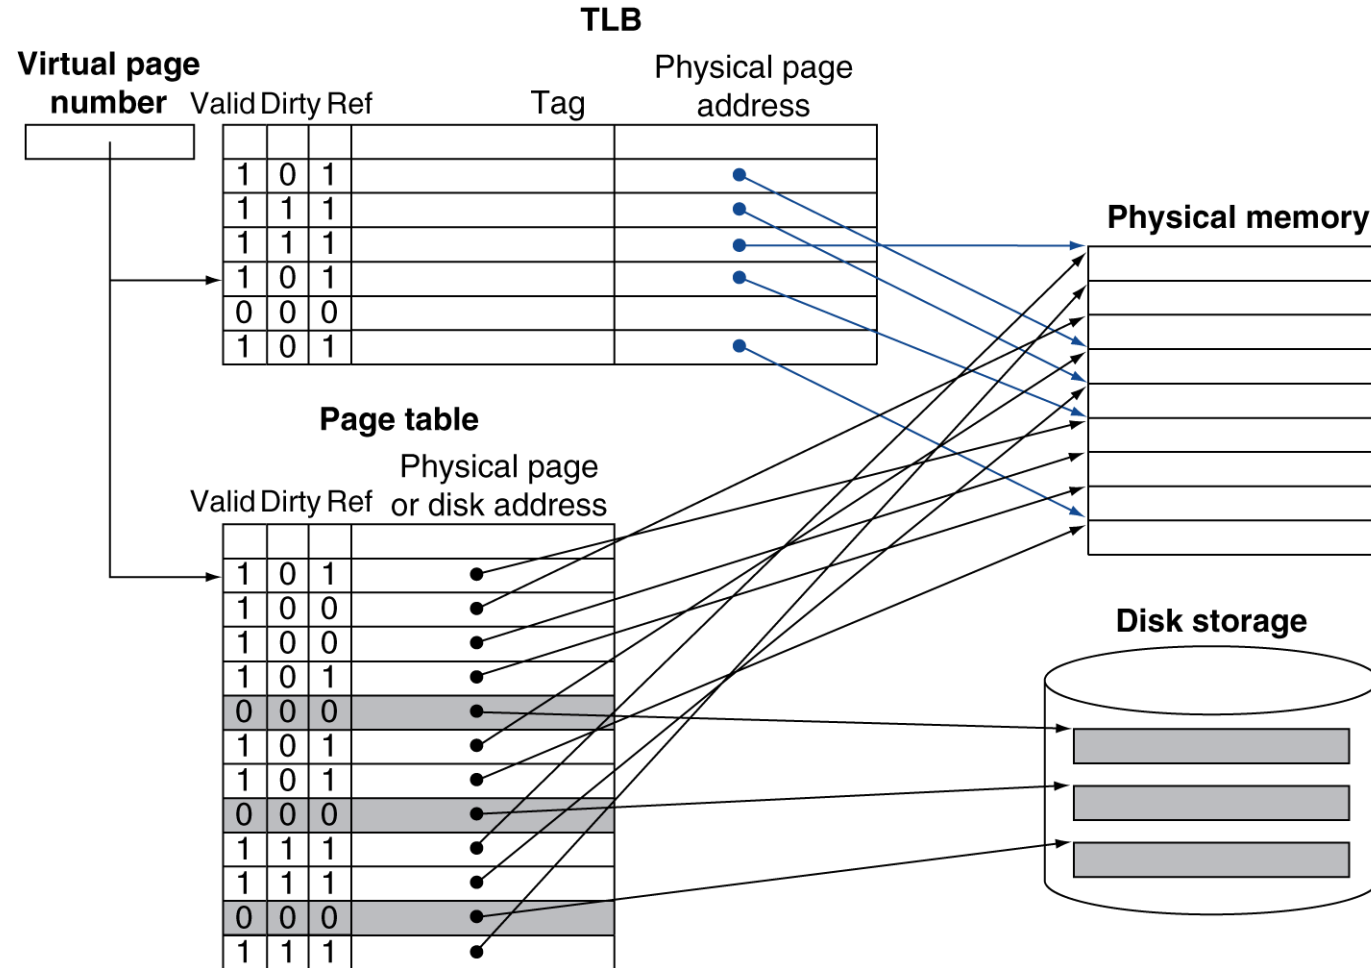 TLB
Virtual page
number
Physical page
address
Valid Dirty Ref
Tag
1 0 1
1 1 1
1 1 1
1 0 1
0 0 0
1 0 1
Physical memory
Page table
Physical page
or disk address
Valid Dirty Ref
1 0 1
1 0 0
1 0 0
1 0 1
0 0 0
1 0 1
1 0 1
0 0 0
1 1 1
1 1 1
0 0 0
1 1 1
Disk storage